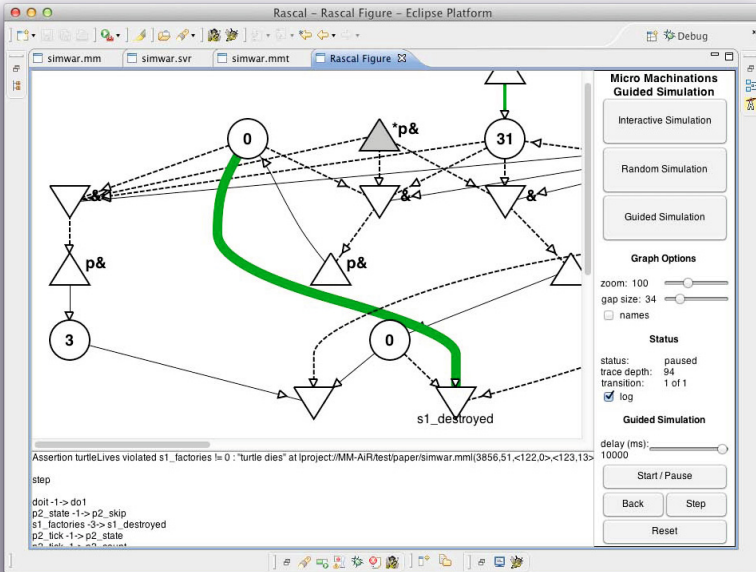 Rascal - Rascal Figure - Eclipse Platform
Debug
simwar.mm
simwar.svr
simwar.mmt
Rascal Figure
Micro Machinations
Guided Simulation
0
*p&
31
Interactive Simulation
Random Simulation
&
&
Guided Simulation
p&
p&
Graph Options
zoom: 100
gap size: 34
names
3
0
Status
status: paused
trace depth: 94
transition: 1 of 1
log
s1_destroyed
Guided Simulation
delay (ms):
10000
Assertion turtleLives violated s1_factories != 0 : "turtle dies" at |project://MM-AiR/test/paper/simwar.mm|(3856,51,<122,0>,<123,13>
step
doit -1-> do1
p2_state -1-> p2_skip
s1_factories -3-> s1_destroyed
p2_tick -1-> p2_state
Start / Pause
Back
Step
Reset